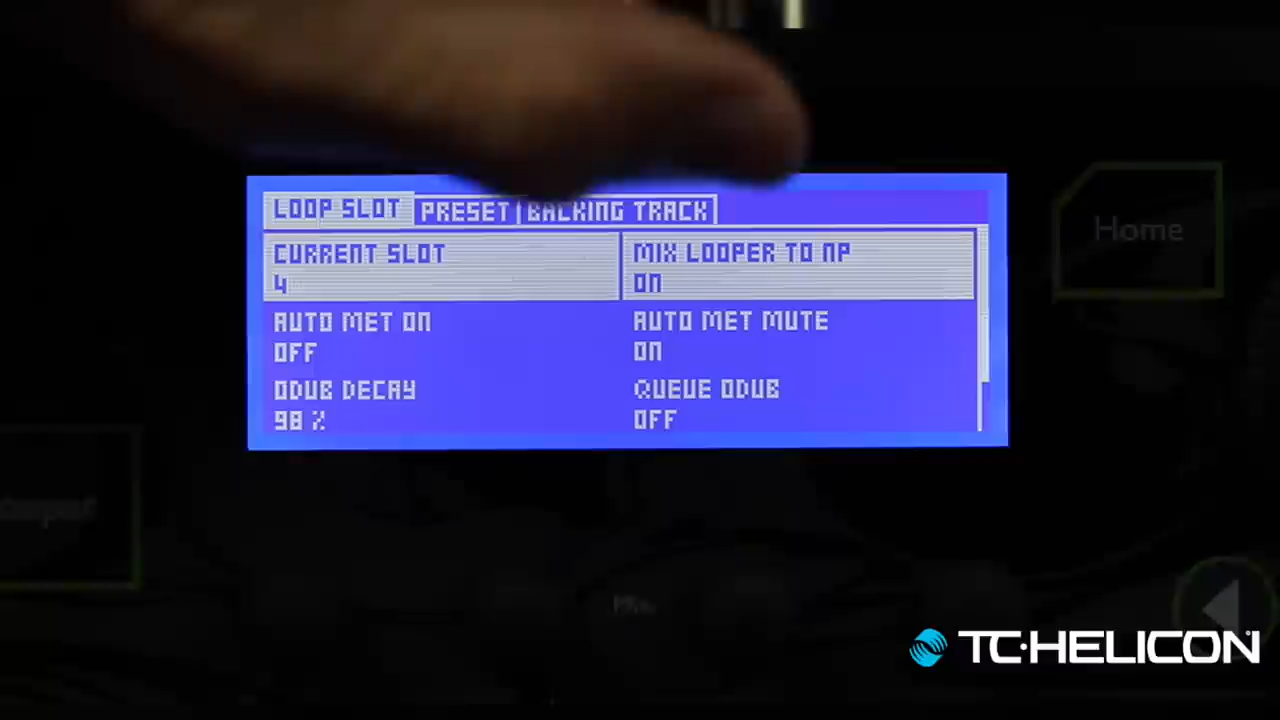 LOOP SLOT PRESET BACKING TRACK
CURRENT SLOT MIX LOOPER TO NP
4 ON
AUTO MET ON AUTO MET MUTE
OFF ON
ODUB DECAY QUEUE ODUB
98 % OFF
Home
TC·HELICON